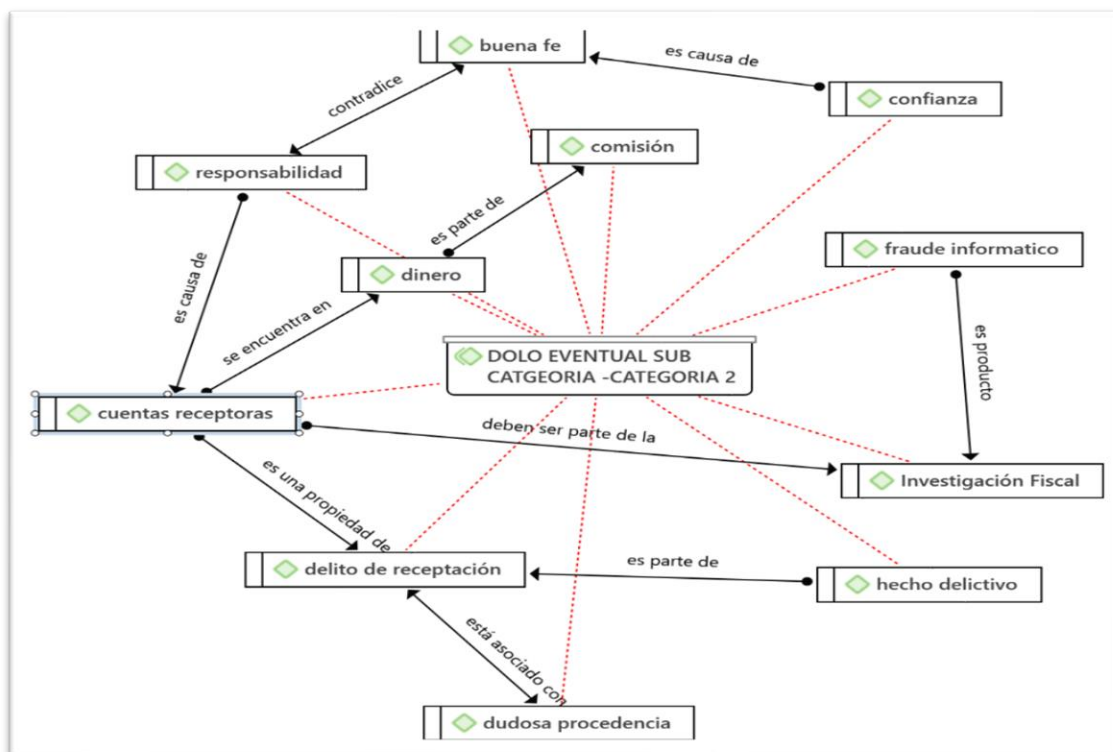 buena fe
es causa de
confianza
contradice
comisión
responsabilidad
es parte de
fraude informatico
dinero
es causa de
se encuentra en
es producto
DOLO EVENTUAL SUB
CATGEORIA -CATEGORIA 2
cuentas receptoras
deben ser parte de la
Investigación Fiscal
es una propiedad de
delito de receptación
es parte de
hecho delictivo
está asociado con
dudosa procedencia